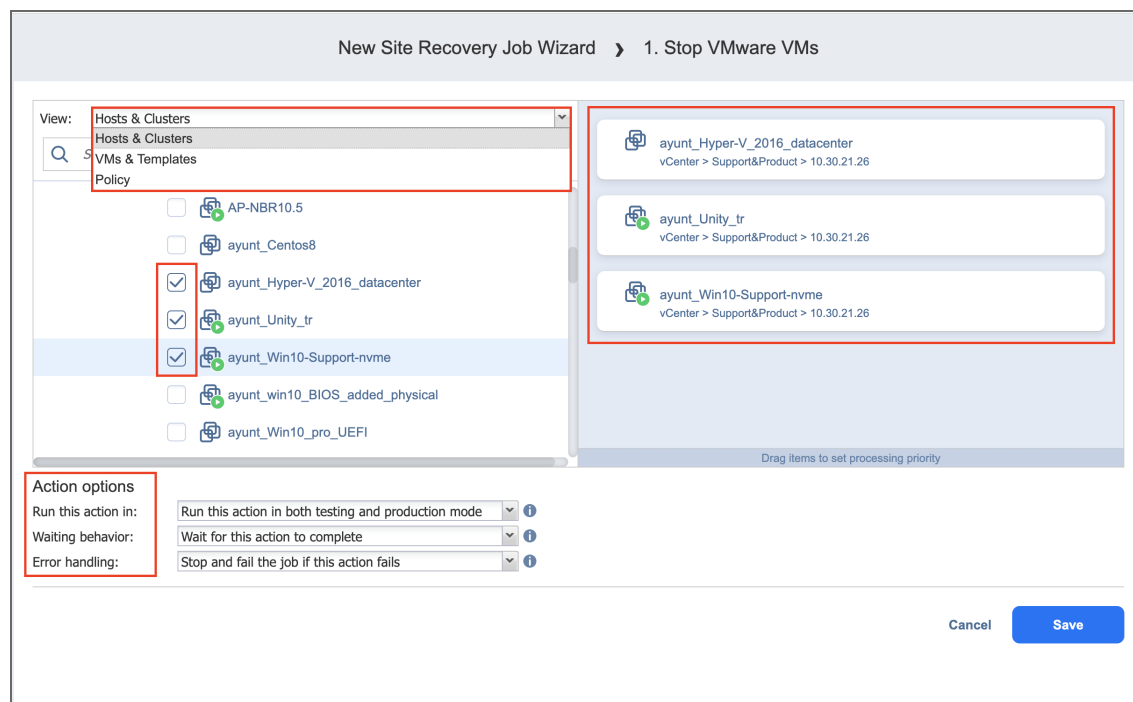 New Site Recovery Job Wizard ❯ 1. Stop VMware VMs
View: Hosts & Clusters
Hosts & Clusters
VMs & Templates
Policy
AP-NBR10.5
ayunt_Centos8
ayunt_Hyper-V_2016_datacenter
ayunt_Unity_tr
ayunt_Win10-Support-nvme
ayunt_win10_BIOS_added_physical
ayunt_Win10_pro_UEFI
ayunt_Hyper-V_2016_datacenter
vCenter > Support&Product > 10.30.21.26
ayunt_Unity_tr
vCenter > Support&Product > 10.30.21.26
ayunt_Win10-Support-nvme
vCenter > Support&Product > 10.30.21.26
Drag items to set processing priority
Action options
Run this action in: Run this action in both testing and production mode
Waiting behavior: Wait for this action to complete
Error handling: Stop and fail the job if this action fails
Cancel Save